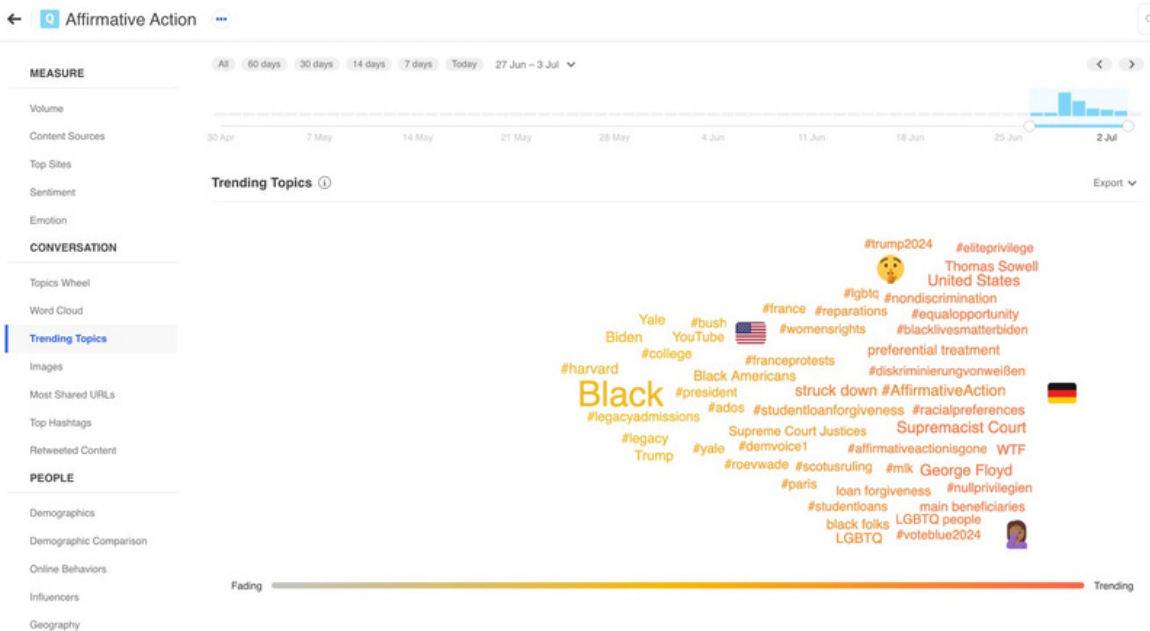 Q Affirmative Action
MEASURE
Volume
Content Sources
Top Sites
Sentiment
Emotion
CONVERSATION
Topics Wheel
Word Cloud
Trending Topics
Images
Most Shared URLs
Top Hashtags
Retweeted Content
PEOPLE
Demographics
Demographic Comparison
Online Behaviors
Influencers
Geography
All 60 days 30 days 14 days 7 days Today 27 Jun – 3 Jul
30 Apr 7 May 14 May 21 May 28 May 4 Jun 11 Jun 18 Jun 25 Jun 2 Jul
Trending Topics
Export
#trump2024 #eliteprivilege
Thomas Sowell
United States
#lgbtq #nondiscrimination
#france #reparations #equalopportunity
Yale #bush #womensrights #blacklivesmatterbiden
Biden YouTube
#college #franceprotests preferential treatment
#harvard Black Americans #diskriminierungvonweißen
Black #president struck down #AffirmativeAction
#legacyadmissions #ados #studentloanforgiveness #racialpreferences
Supreme Court Justices Supremacist Court
#legacy #yale #demvoice1 #affirmativeactionisgone WTF
Trump
#roevwade #scotusruling #mlk George Floyd
#paris loan forgiveness #nullprivilegien
#studentloans main beneficiaries
black folks LGBTQ people
LGBTQ #voteblue2024
Fading Trending